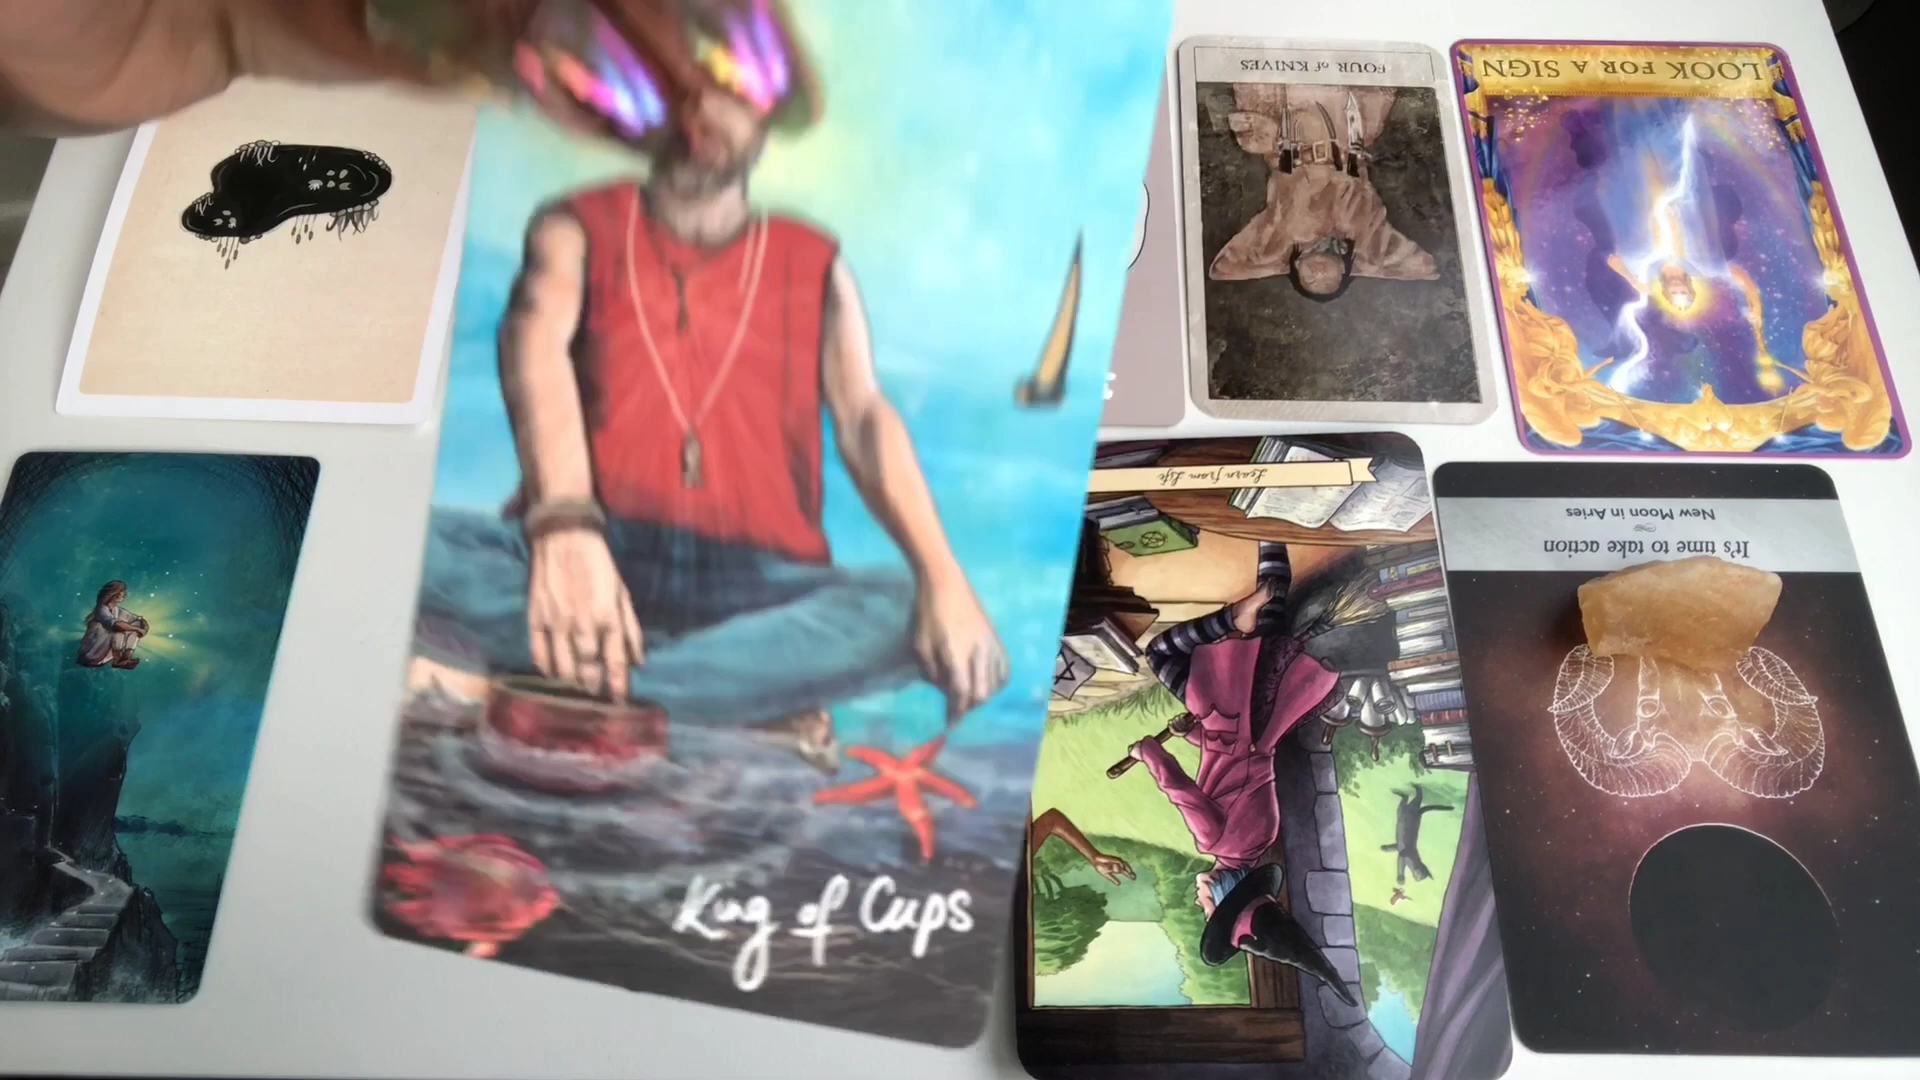 FOUR of KNIVES
LOOK FOR A SIGN
Learn from Life
New Moon in Aries
It's time to take action
King of Cups